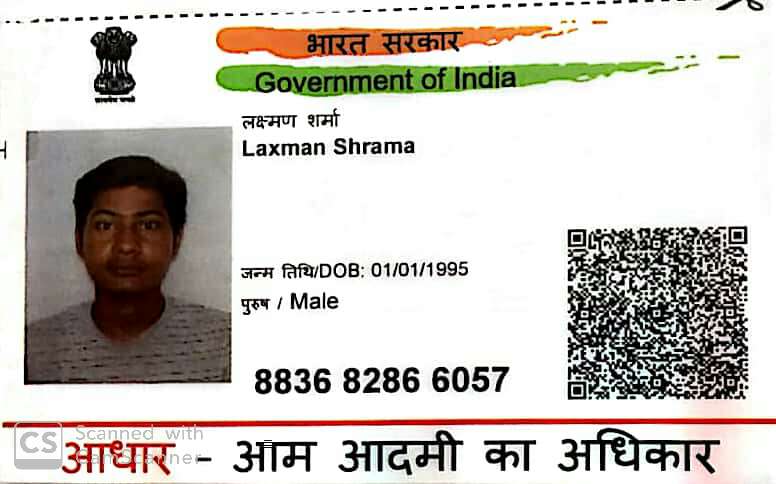 भारत सरकार
Government of India
लक्ष्मण शर्मा
Laxman Shrama
जन्म तिथि/DOB: 01/01/1995
पुरुष / Male
8836 8286 6057
CS Scanned with
CamScanner
आधार - आम आदमी का अधिकार